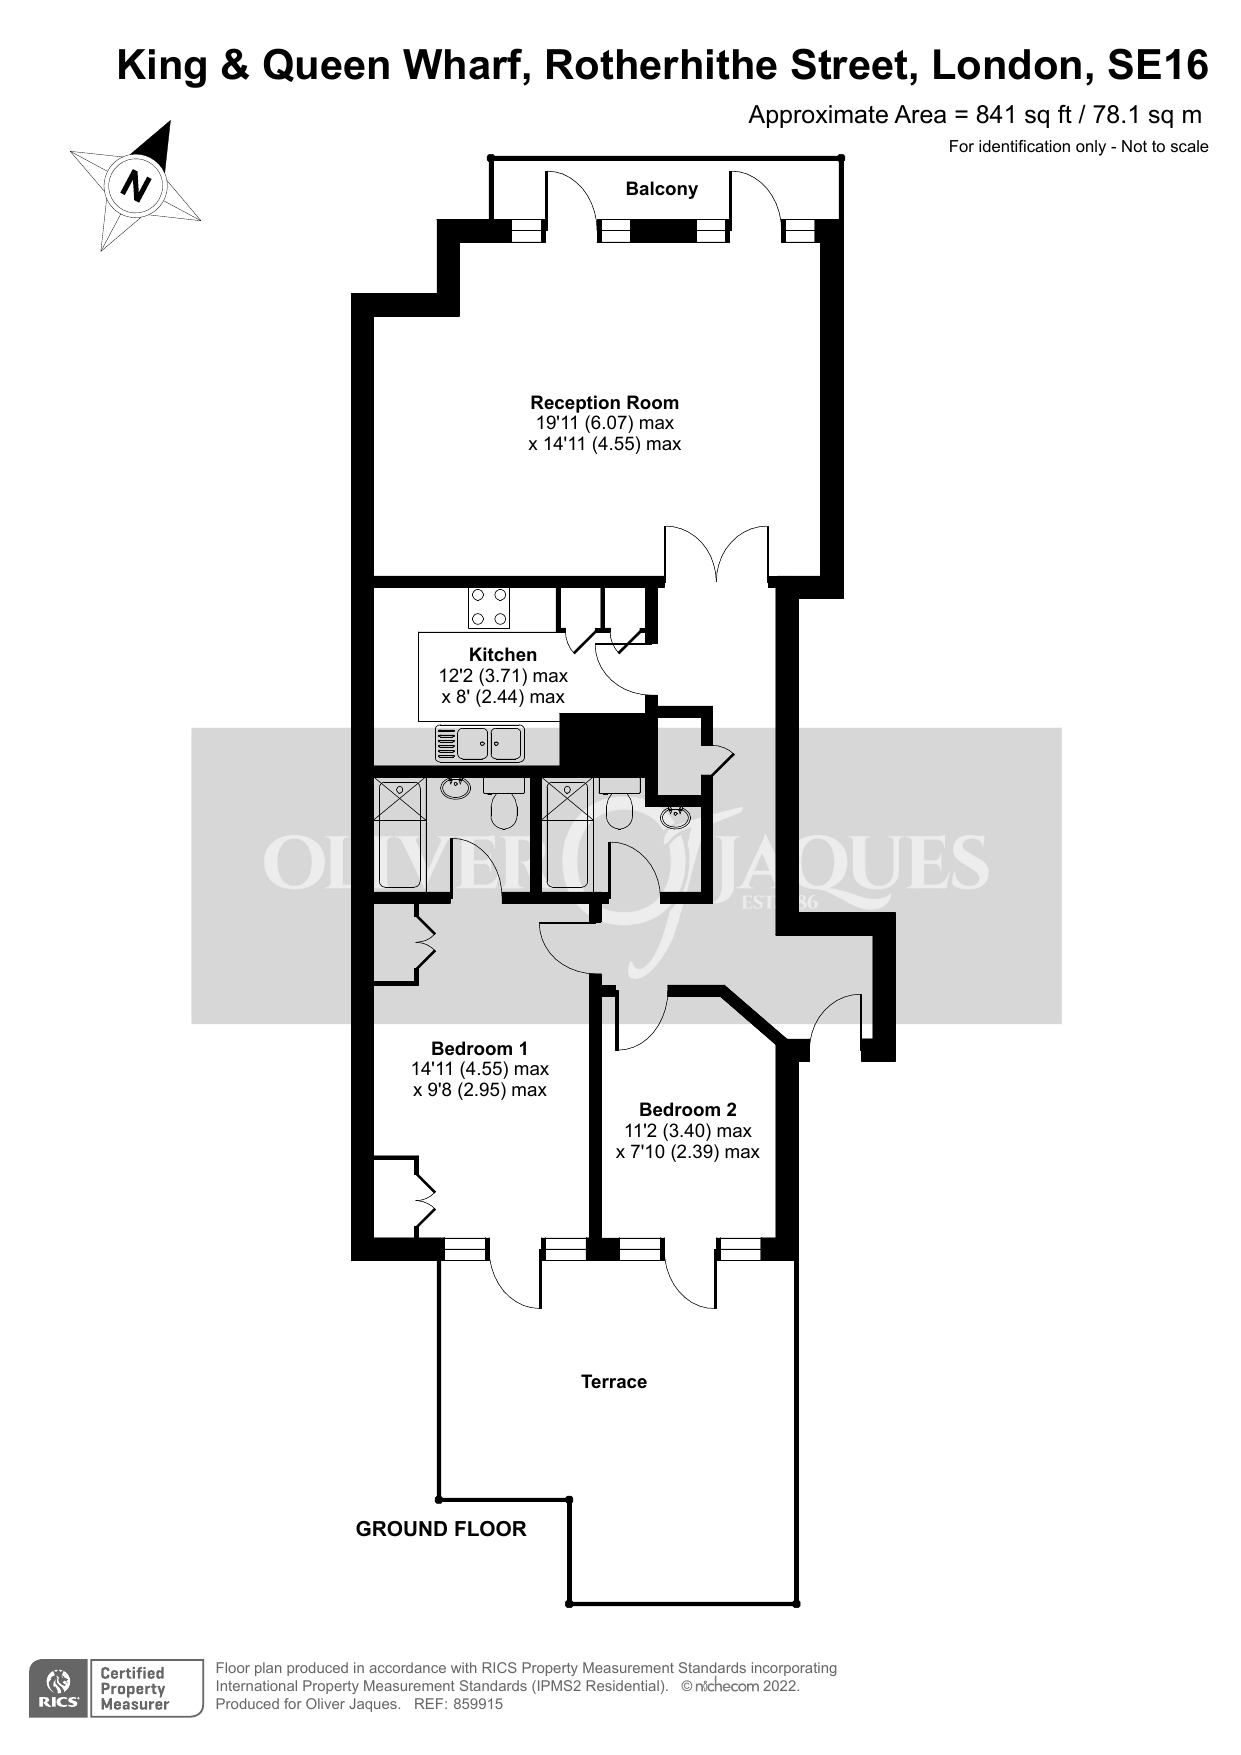 King & Queen Wharf, Rotherhithe Street, London, SE16
Approximate Area = 841 sq ft / 78.1 sq m
For identification only - Not to scale
N
Balcony
Reception Room
19'11 (6.07) max
x 14'11 (4.55) max
Kitchen
12'2 (3.71) max
x 8' (2.44) max
OLIVER JAQUES
Bedroom 1
14'11 (4.55) max
x 9'8 (2.95) max
Bedroom 2
11'2 (3.40) max
x 7'10 (2.39) max
Terrace
GROUND FLOOR
RICS
Certified
Property
Measurer
Floor plan produced in accordance with RICS Property Measurement Standards incorporating
International Property Measurement Standards (IPMS2 Residential). © nichecom 2022.
Produced for Oliver Jaques. REF: 859915